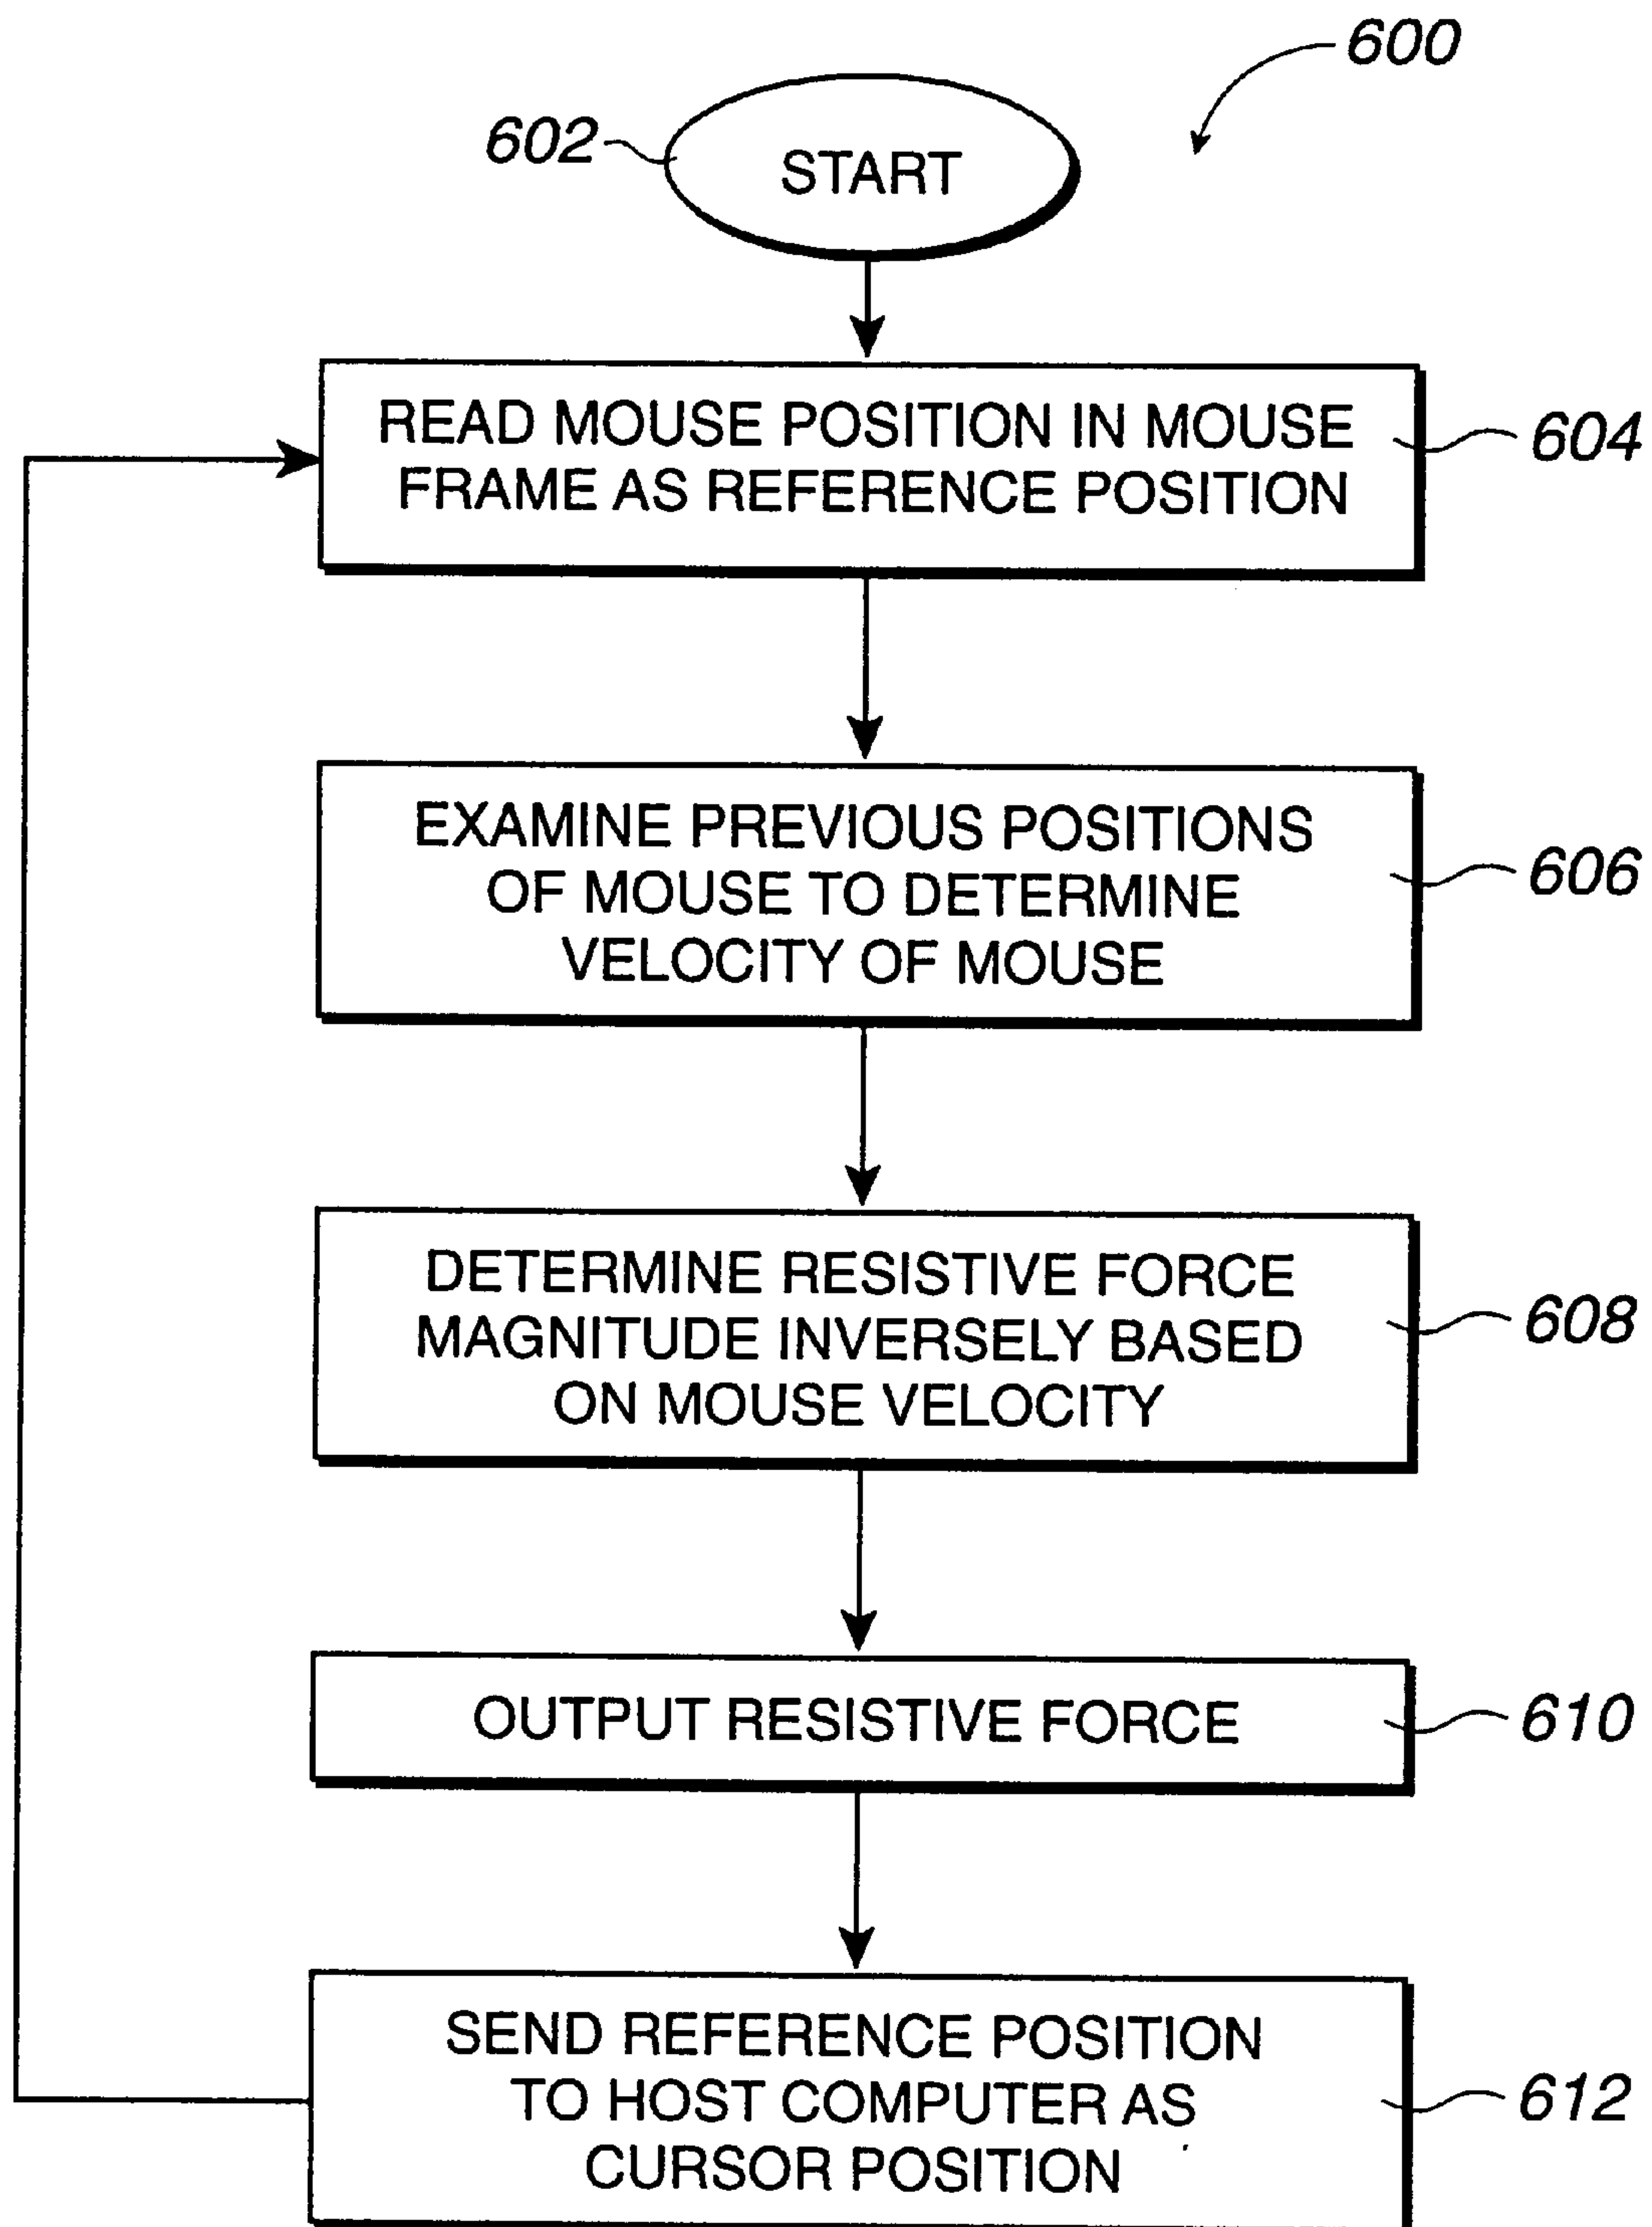 600
602
START
READ MOUSE POSITION IN MOUSE
FRAME AS REFERENCE POSITION
604
EXAMINE PREVIOUS POSITIONS
OF MOUSE TO DETERMINE
VELOCITY OF MOUSE
606
DETERMINE RESISTIVE FORCE
MAGNITUDE INVERSELY BASED
ON MOUSE VELOCITY
608
OUTPUT RESISTIVE FORCE
610
SEND REFERENCE POSITION
TO HOST COMPUTER AS
CURSOR POSITION
612